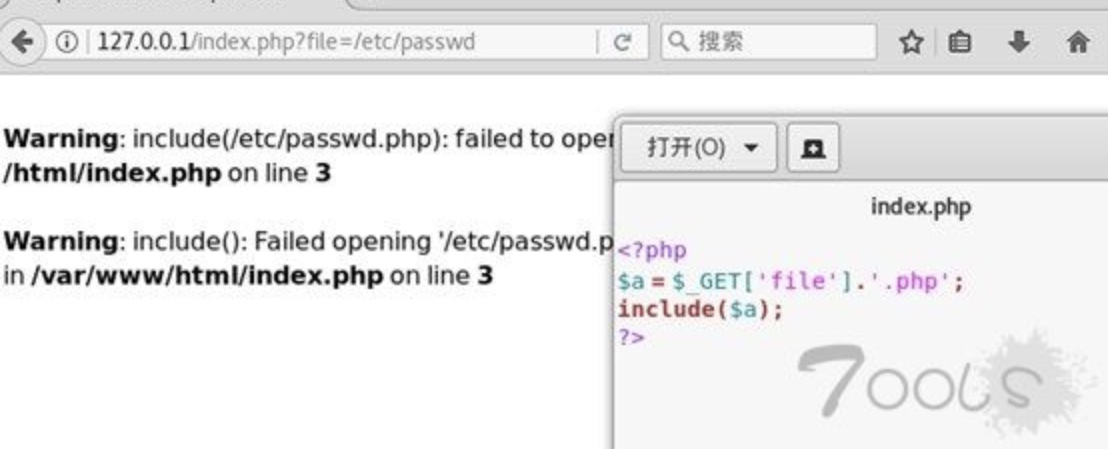 127.0.0.1/index.php?file=/etc/passwd
搜索
Warning: include(/etc/passwd.php): failed to open
/html/index.php on line 3
Warning: include(): Failed opening '/etc/passwd.p
in /var/www/html/index.php on line 3
打开(O)
index.php
<?php
$a = $_GET['file'].'.php';
include($a);
?>
7ools